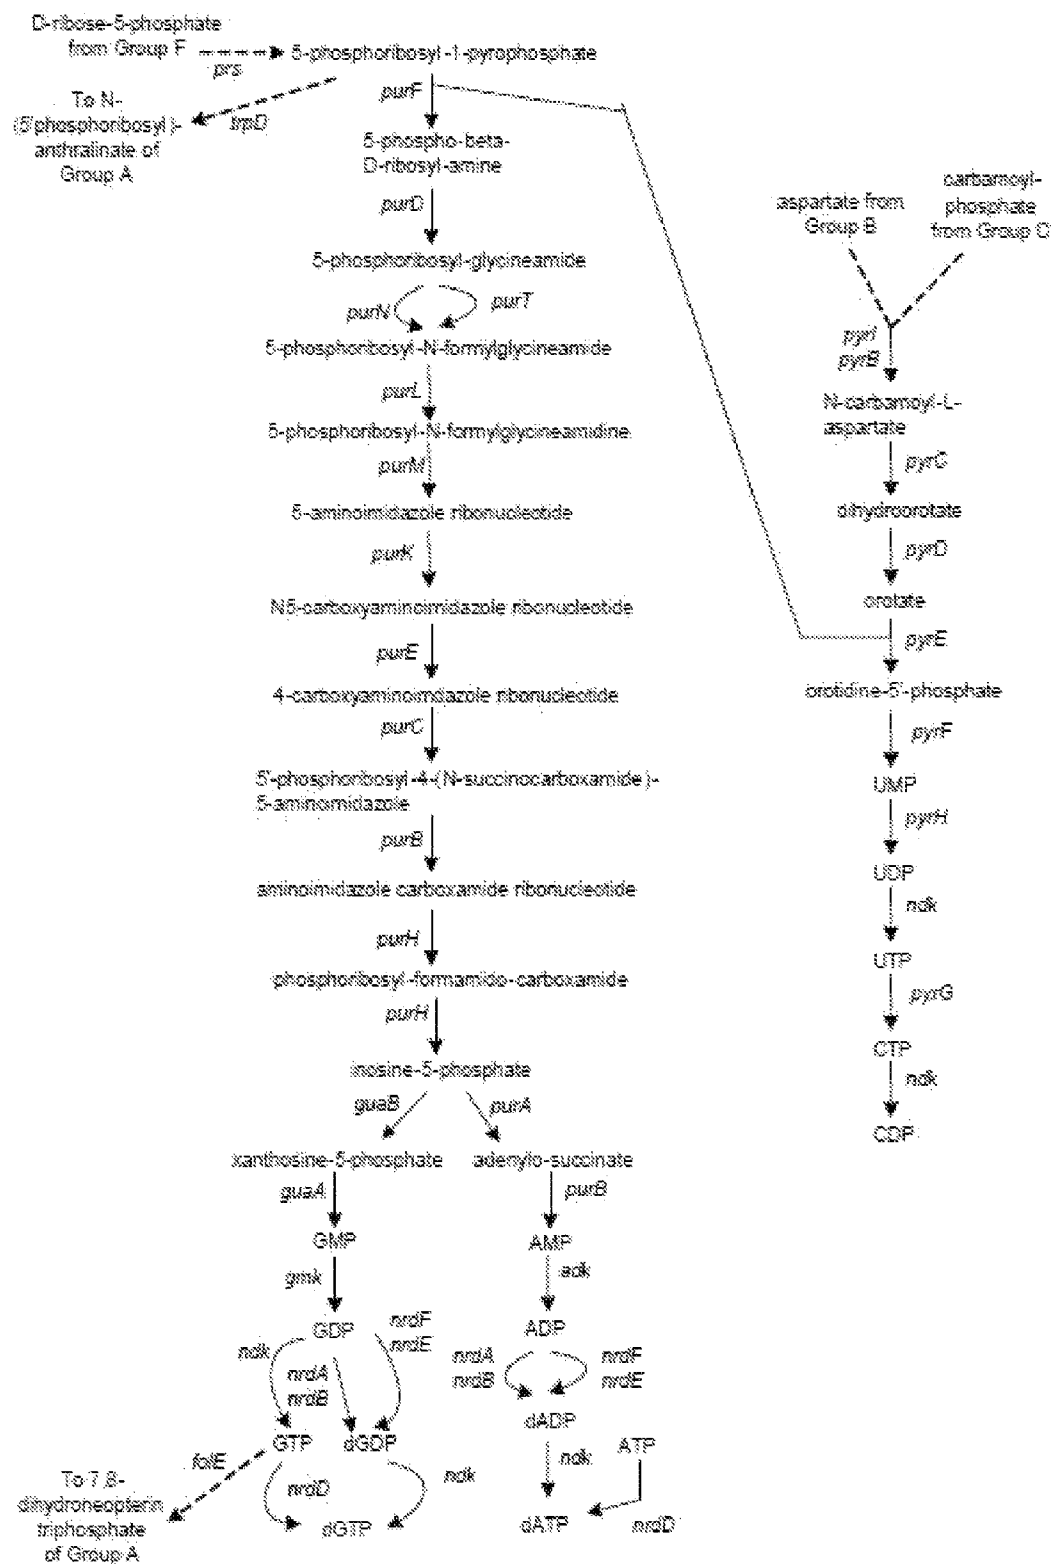 D-ribose-5-phosphate
from Group F
prs
5-phosphoribosyl-1-pyrophosphate
To N-
(5'phosphoribosyl)-
anthralinate of
Group A
trpD
purF
5-phospho-beta-
D-ribosyl-amine
purD
5-phosphoribosyl-glycineamide
purN
purT
5-phosphoribosyl-N-formylglycineamide
purL
5-phosphoribosyl-N-formylglycineamidine
purM
5-aminoimidazole ribonucleotide
purK
N5-carboxyaminoimidazole ribonucleotide
purE
4-carboxyaminoimdazole ribonucleotide
purC
5'-phosphoribosyl-4-(N-succinocarboxamide)-
5-aminomidazole
purB
aminoimidazole carboxamide ribonucleotide
purH
phosphoribosyl-formamido-carboxamide
purH
inosine-5-phosphate
guaB
purA
xanthosine-5-phosphate
adenylo-succinate
guaA
purB
GMP
AMP
gmk
adk
GDP
ADP
ndk
nrdA
nrdB
nrdF
nrdE
nrdA
nrdB
nrdF
nrdE
GTP
dGDP
dADP
ATP
folE
nrdD
ndk
ndk
nrdD
To 7,8-
dihydroneopterin
triphosphate
of Group A
dGTP
dATP
aspartate from
Group B
carbamoyl-
phosphate
from Group C
pyrI
pyrB
N-carbamoyl-L-
aspartate
pyrC
dihydroorotate
pyrD
orotate
pyrE
orotidine-5'-phosphate
pyrF
UMP
pyrH
UDP
ndk
UTP
pyrG
CTP
ndk
CDP